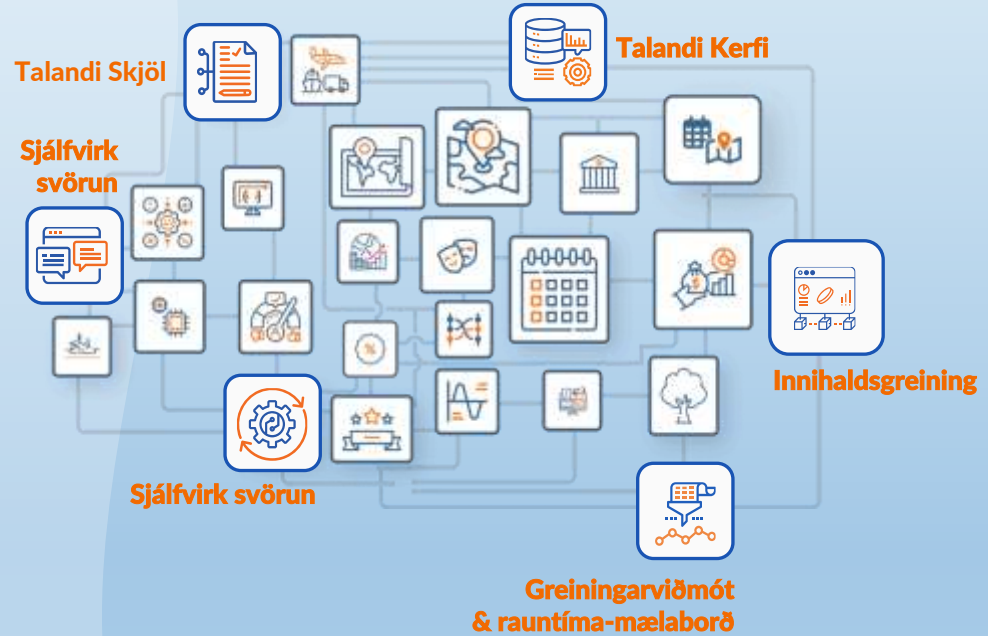 Talandi Kerfi
Talandi Skjöl
Sjálfvirk
svörun
Innihaldsgreining
Sjálfvirk svörun
Greiningarviðmót
& rauntíma-mælaborð